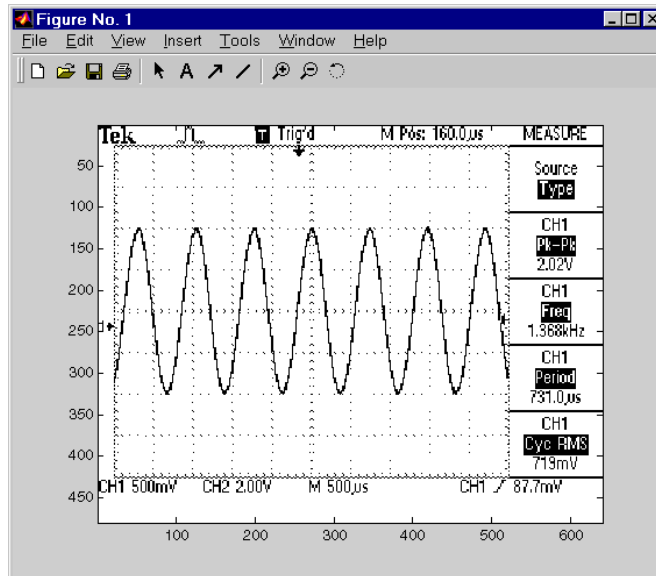 Figure No. 1
File Edit View Insert Tools Window Help
A
Tek T Trig'd M Pos: 160.0µs MEASURE
Source
Type
CH1
Pk-Pk
2.02V
CH1
Freq
1.368kHz
CH1
Period
731.0µs
CH1
Cyc RMS
719mV
CH1 500mV CH2 2.00V M 500µs CH1 87.7mV
50
100
150
200
250
300
350
400
450
100 200 300 400 500 600